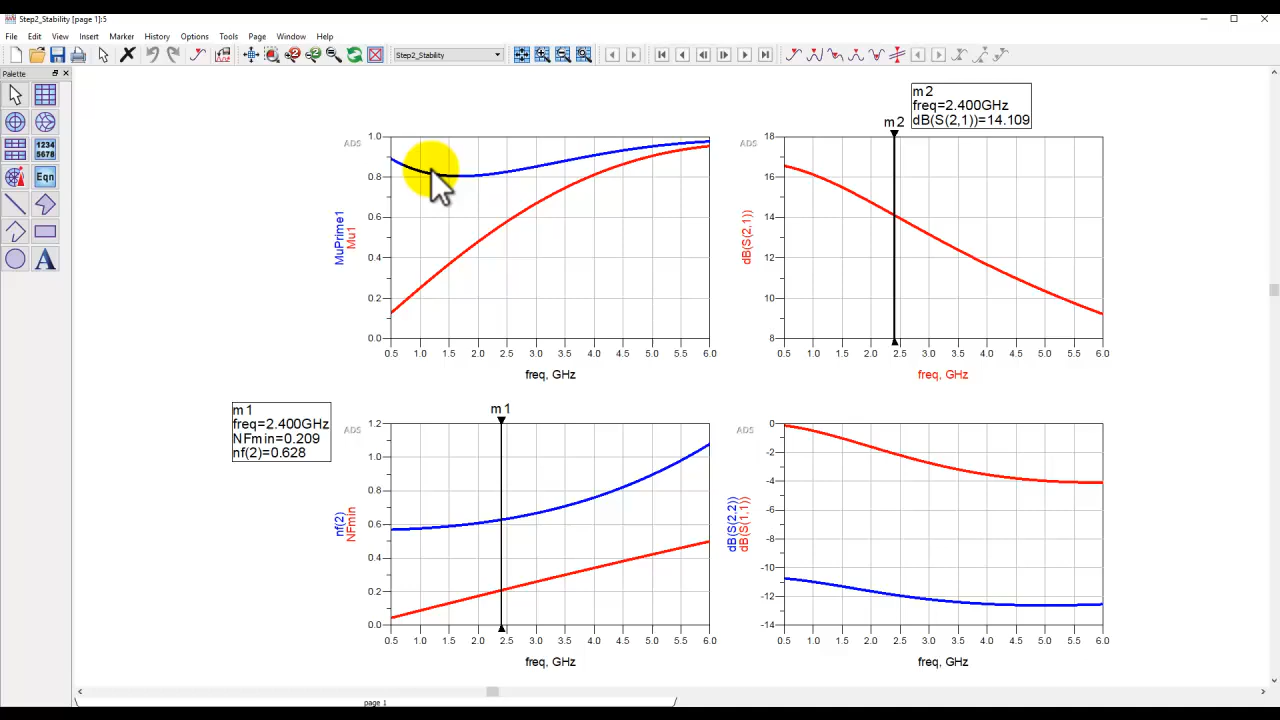 Step2_Stability [page 1]:5
File Edit View Insert Marker History Options Tools Page Window Help
Step2_Stability
Palette
1234
5678
Eqn
A
ADS
MuPrime1
Mu1
1.0
0.8
0.6
0.4
0.2
0.0
0.5 1.0 1.5 2.0 2.5 3.0 3.5 4.0 4.5 5.0 5.5 6.0
freq, GHz
m2
freq=2.400GHz
dB(S(2,1))=14.109
m2
ADS
dB(S(2,1))
18
16
14
12
10
8
0.5 1.0 1.5 2.0 2.5 3.0 3.5 4.0 4.5 5.0 5.5 6.0
freq, GHz
m1
freq=2.400GHz
NFmin=0.209
nf(2)=0.628
m1
ADS
nf(2)
NFmin
1.2
1.0
0.8
0.6
0.4
0.2
0.0
0.5 1.0 1.5 2.0 2.5 3.0 3.5 4.0 4.5 5.0 5.5 6.0
freq, GHz
ADS
dB(S(2,2))
dB(S(1,1))
0
-2
-4
-6
-8
-10
-12
-14
0.5 1.0 1.5 2.0 2.5 3.0 3.5 4.0 4.5 5.0 5.5 6.0
freq, GHz
page 1